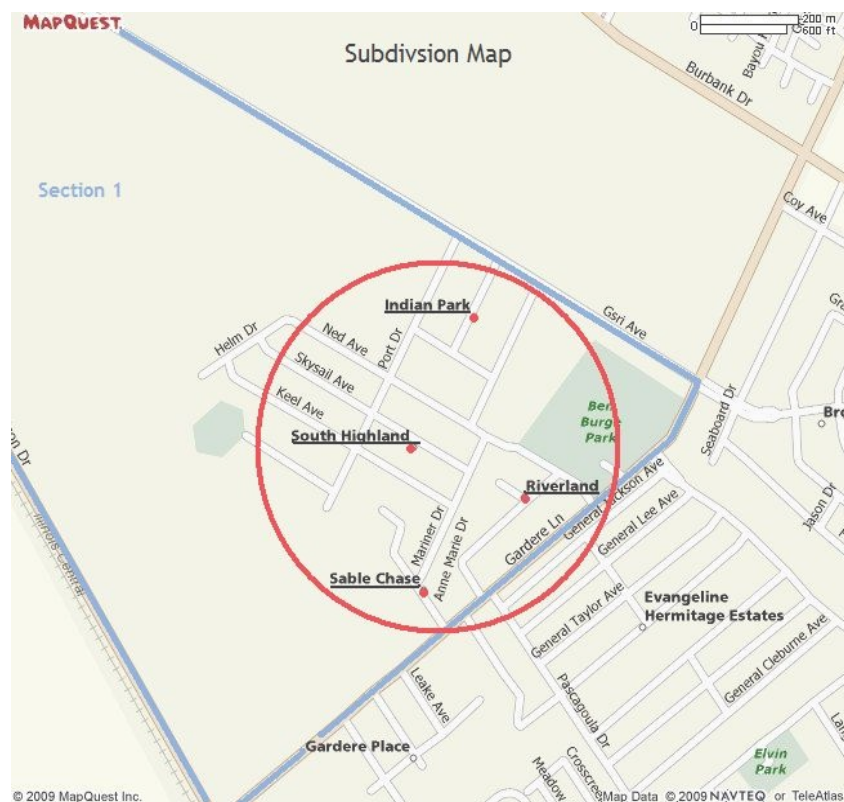 MAPQUEST.
0 200 m
600 ft
Subdivsion Map
Burbank Dr
Section 1
Coy Ave
Gsri Ave
Indian Park
Helm Dr
Ned Ave
Port Dr
Skysail Ave
Keel Ave
Seaboard Dr
Ben
Burge
Park
South Highland
Riverland
General Jackson Ave
General Lee Ave
Jason Dr
Gardere Ln
Illinois Central
Mariner Dr
Anne Marie Dr
Sable Chase
General Taylor Ave
Evangeline
Hermitage Estates
General Cleburne Ave
Leake Ave
Pascagoula Dr
Gardere Place
Elvin
Park
Meadow
© 2009 MapQuest Inc.
Map Data © 2009 NAVTEQ or TeleAtlas